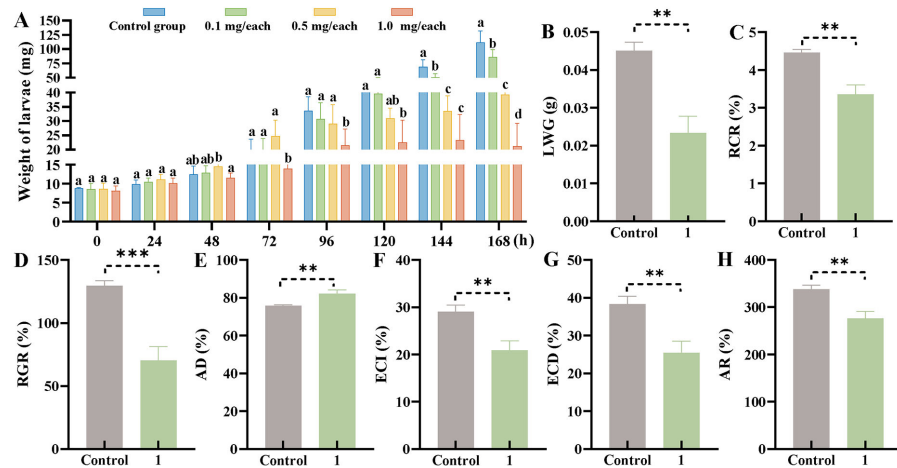 A
Control group
0.1 mg/each
0.5 mg/each
1.0 mg/each
Weight of larvae (mg)
150
125
100
75
50
40
30
20
15
10
5
0
a a a a
a a a a
ab ab b a
a a a b
a a a b
a a ab b
a b c c
a b c d
0 24 48 72 96 120 144 168 (h)
B
**
LWG (g)
0.05
0.04
0.03
0.02
0.01
0.00
Control 1
C
**
RCR (%)
5
4
3
2
1
0
Control 1
D
***
RGR (%)
150
100
50
0
Control 1
E
**
AD (%)
100
80
60
40
20
0
Control 1
F
**
ECI (%)
40
30
20
10
0
Control 1
G
**
ECD (%)
50
40
30
20
10
0
Control 1
H
**
AR (%)
400
300
200
100
0
Control 1